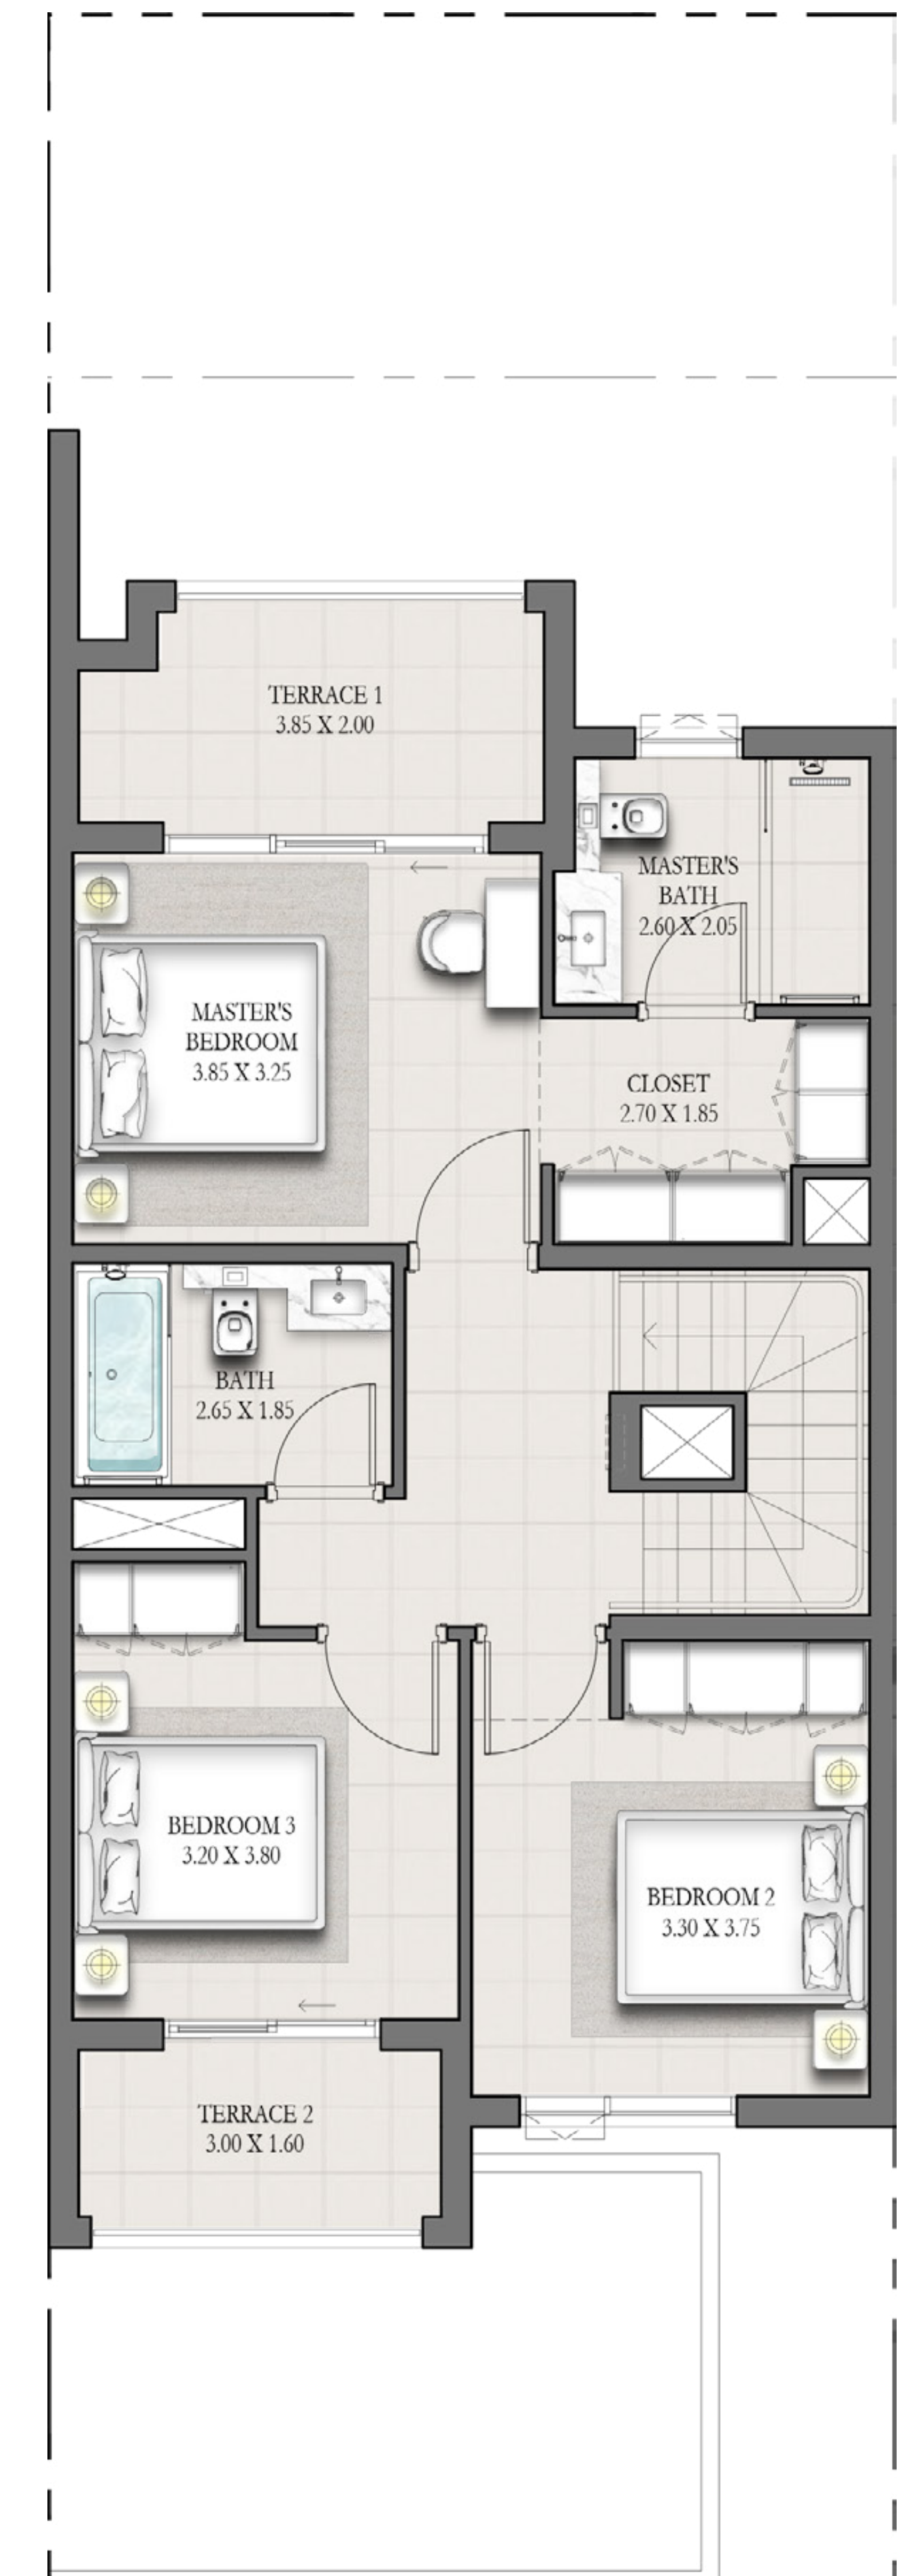 TERRACE 1
3.85 X 2.00
MASTER'S
BATH
2.60 X 2.05
MASTER'S
BEDROOM
3.85 X 3.25
CLOSET
2.70 X 1.85
BATH
2.65 X 1.85
BEDROOM 3
3.20 X 3.80
BEDROOM 2
3.30 X 3.75
TERRACE 2
3.00 X 1.60